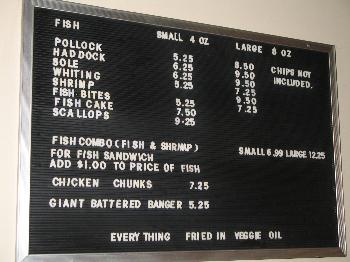 FISH SMALL 4 OZ LARGE 8 OZ
POLLOCK 5.25 8.50 CHIPS NOT
HADDOCK 6.25 9.50 INCLUDED.
SOLE 6.25 9.50
WHITING 5.25 7.25
SHRIMP 9.50
FISH BITES 5.25 7.25
FISH CAKE 7.50
SCALLOPS 9-25
FISH COMBO (FISH & SHRIMP)
FOR FISH SANDWICH SMALL 6.99 LARGE 12.25
ADD $1.00 TO PRICE OF FISH
CHICKEN CHUNKS 7.25
GIANT BATTERED BANGER 5.25
EVERY THING FRIED IN VEGGIE OIL